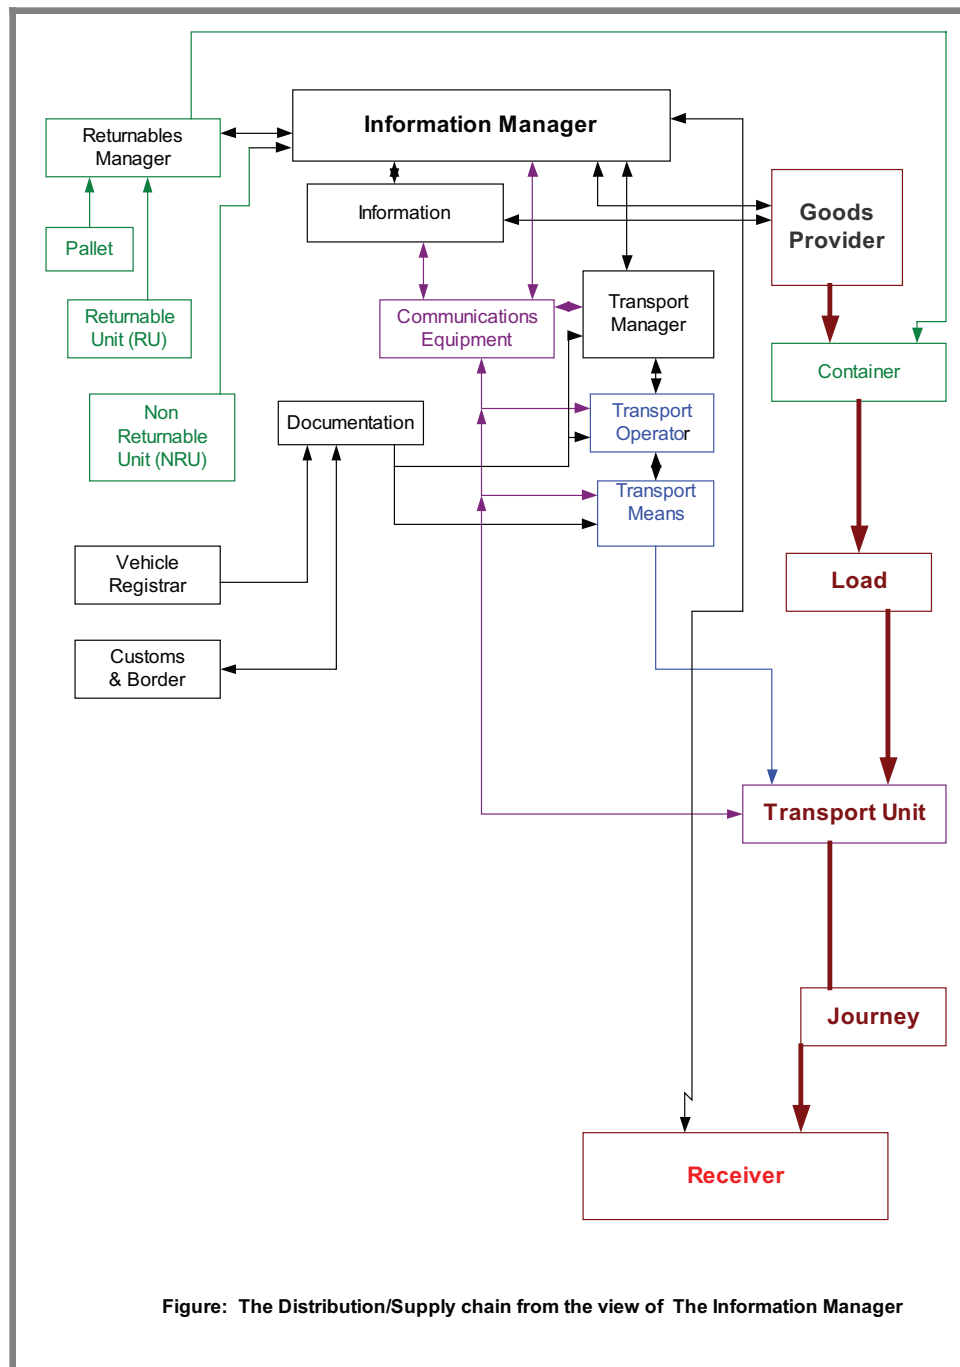 Information Manager
Returnables
Manager
Information
Goods
Provider
Pallet
Returnable
Unit (RU)
Communications
Equipment
Transport
Manager
Container
Non
Returnable
Unit (NRU)
Documentation
Transport
Operator
Transport
Means
Vehicle
Registrar
Load
Customs
& Border
Transport Unit
Journey
Receiver
Figure: The Distribution/Supply chain from the view of The Information Manager